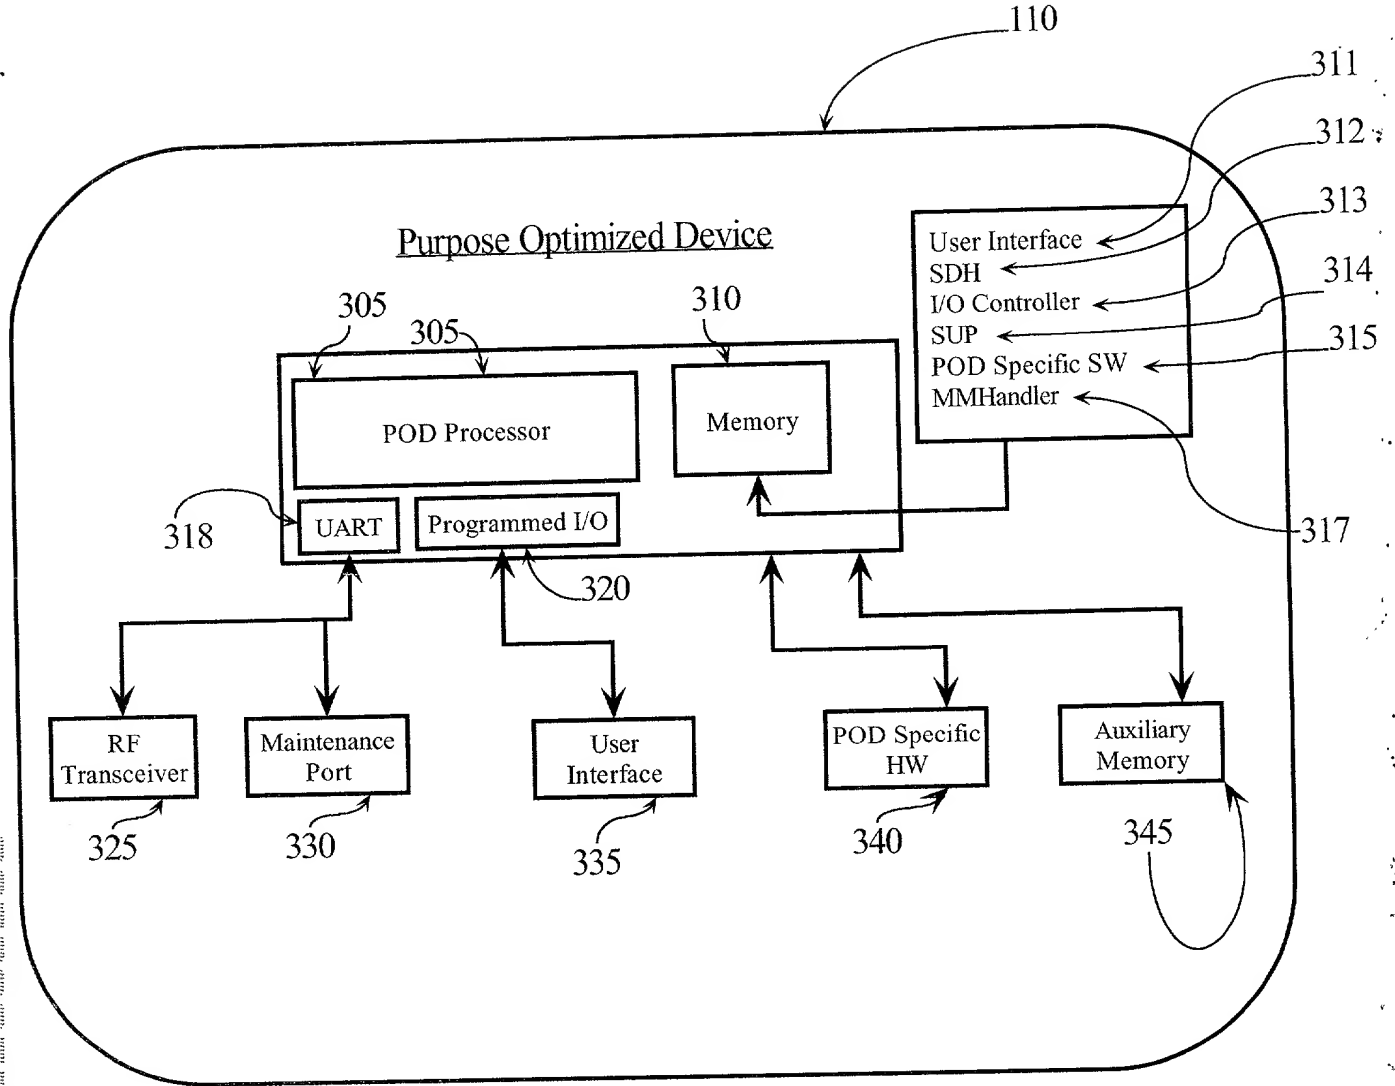 110
311
312
313
314
315
317
Purpose Optimized Device
User Interface
SDH
I/O Controller
SUP
POD Specific SW
MMHandler
305
305
310
POD Processor
Memory
318
UART
Programmed I/O
320
RF
Transceiver
Maintenance
Port
User
Interface
POD Specific
HW
Auxiliary
Memory
325
330
335
340
345